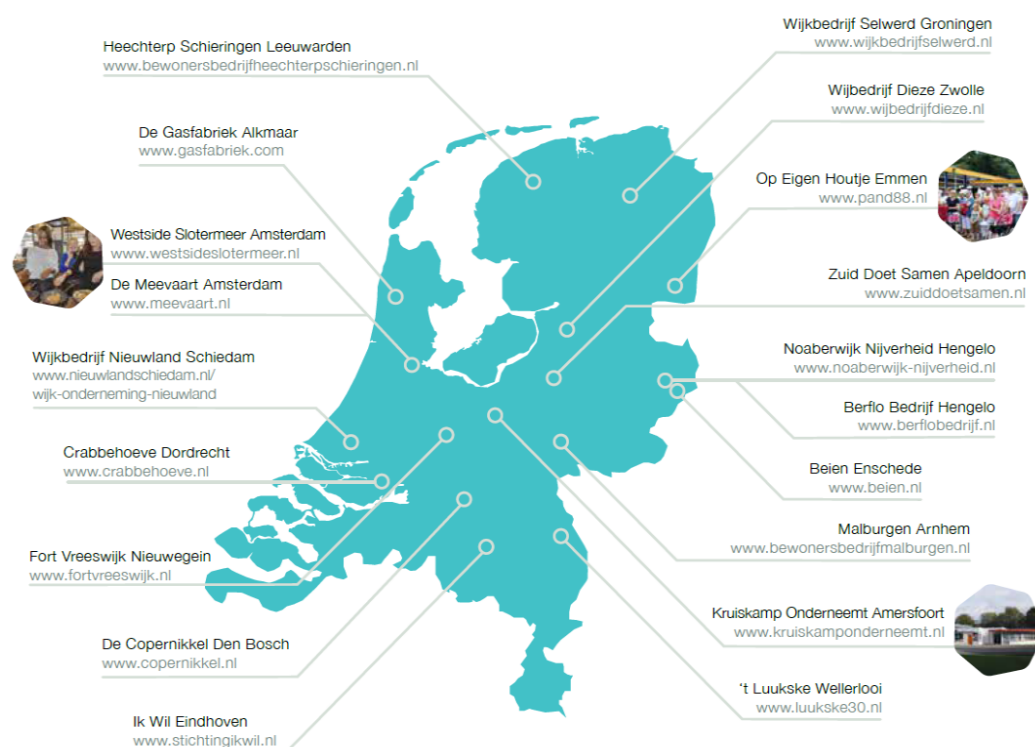 Heechterp Schieringen Leeuwarden
www.bewonersbedrijfheechterpschieringen.nl
De Gasfabriek Alkmaar
www.gasfabriek.com
Westside Slotermeer Amsterdam
www.westsideslotermeer.nl
De Meevaart Amsterdam
www.meevaart.nl
Wijkbedrijf Nieuwland Schiedam
www.nieuwlandschiedam.nl/
wijk-onderneming-nieuwland
Crabbehoeve Dordrecht
www.crabbehoeve.nl
Fort Vreeswijk Nieuwegein
www.fortvreeswijk.nl
De Copernikkel Den Bosch
www.copernikkel.nl
Ik Wil Eindhoven
www.stichtingikwil.nl
Wijkbedrijf Selwerd Groningen
www.wijkbedrijfselwerd.nl
Wijbedrijf Dieze Zwolle
www.wijbedrijfdieze.nl
Op Eigen Houtje Emmen
www.pand88.nl
Zuid Doet Samen Apeldoorn
www.zuiddoetsamen.nl
Noaberwijk Nijverheid Hengelo
www.noaberwijk-nijverheid.nl
Berflo Bedrijf Hengelo
www.berflobedrijf.nl
Beien Enschede
www.beien.nl
Malburgen Arnhem
www.bewonersbedrijfmalburgen.nl
Kruiskamp Onderneemt Amersfoort
www.kruiskamponderneemt.nl
't Luukske Wellerlooi
www.luukske30.nl